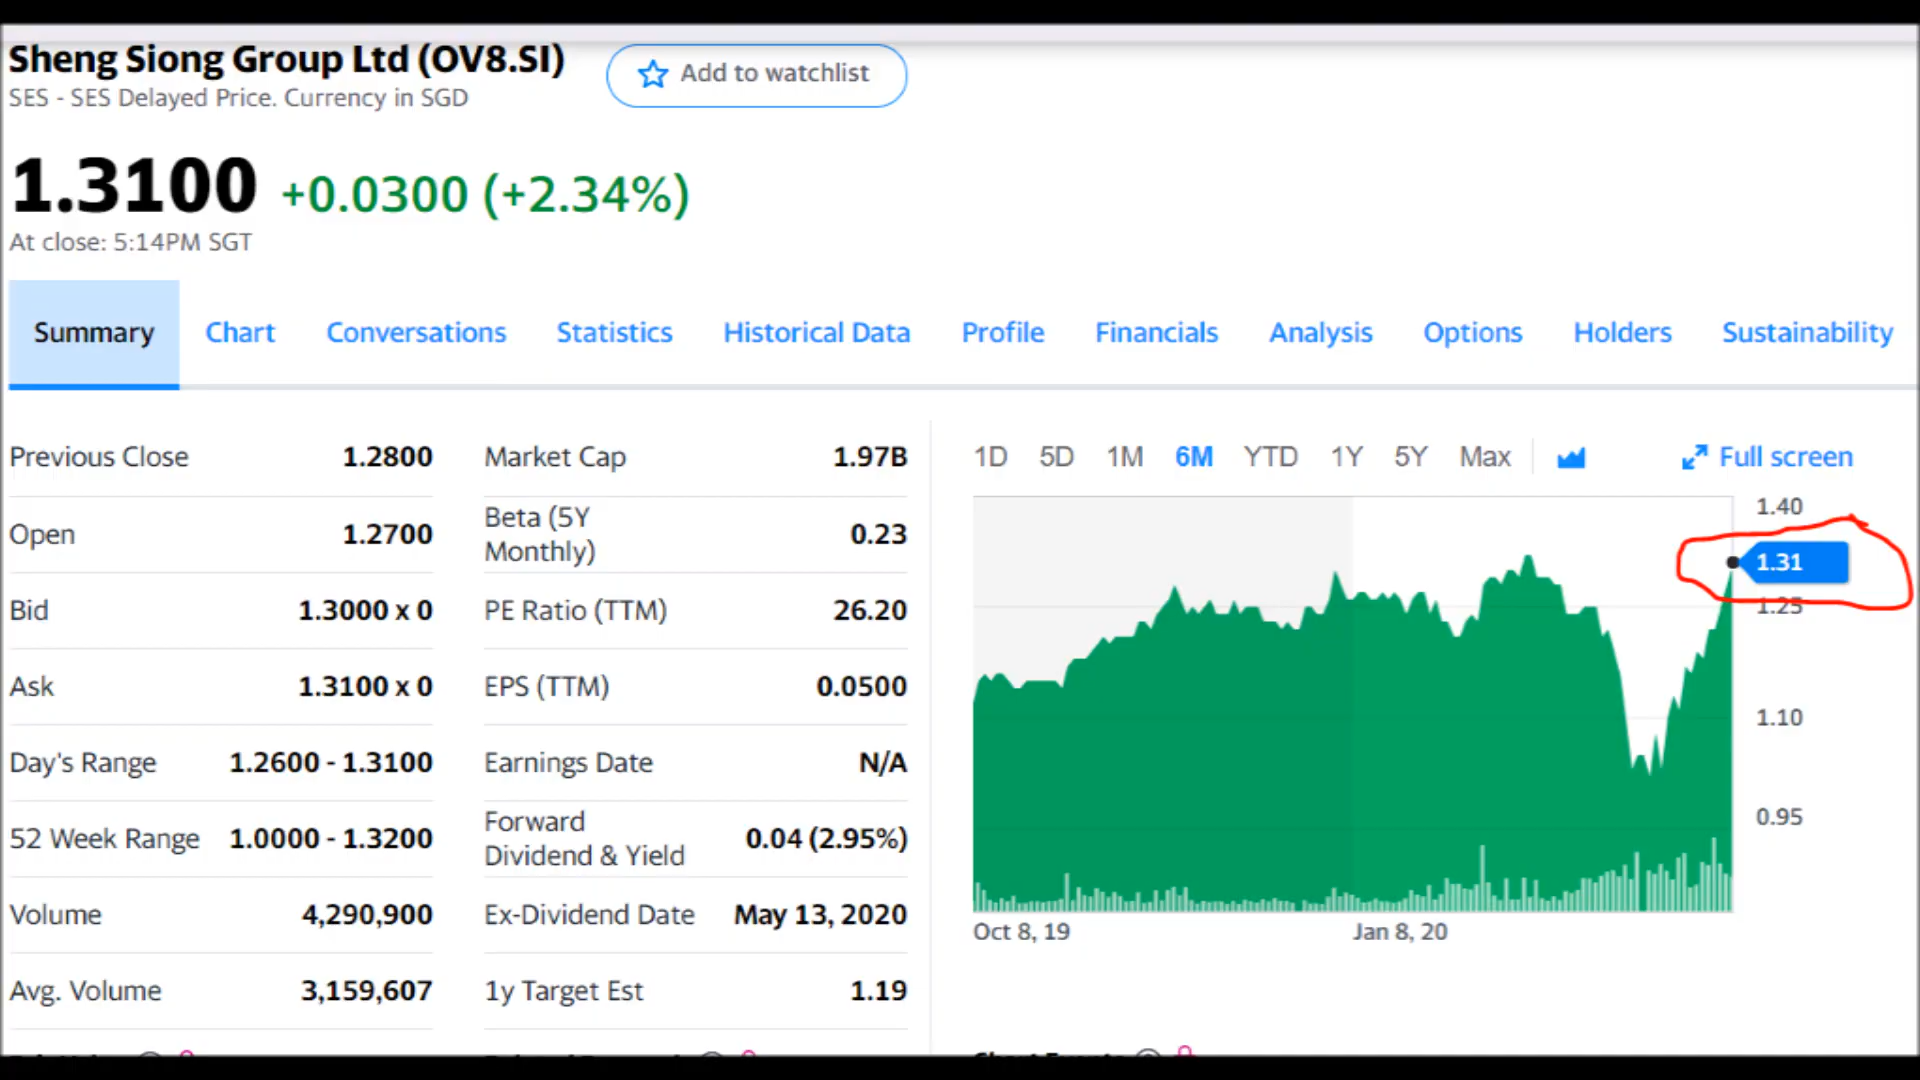 Sheng Siong Group Ltd (OV8.SI)
Add to watchlist
SES - SES Delayed Price. Currency in SGD
1.3100 +0.0300 (+2.34%)
At close: 5:14PM SGT
Summary Chart Conversations Statistics Historical Data Profile Financials Analysis Options Holders Sustainability
Previous Close 1.2800
Open 1.2700
Bid 1.3000 x 0
Ask 1.3100 x 0
Day's Range 1.2600 - 1.3100
52 Week Range 1.0000 - 1.3200
Volume 4,290,900
Avg. Volume 3,159,607
Market Cap 1.97B
Beta (5Y
Monthly) 0.23
PE Ratio (TTM) 26.20
EPS (TTM) 0.0500
Earnings Date N/A
Forward
Dividend & Yield 0.04 (2.95%)
Ex-Dividend Date May 13, 2020
1y Target Est 1.19
1D 5D 1M 6M YTD 1Y 5Y Max Full screen
1.40
1.31
1.25
1.10
0.95
Oct 8, 19 Jan 8, 20